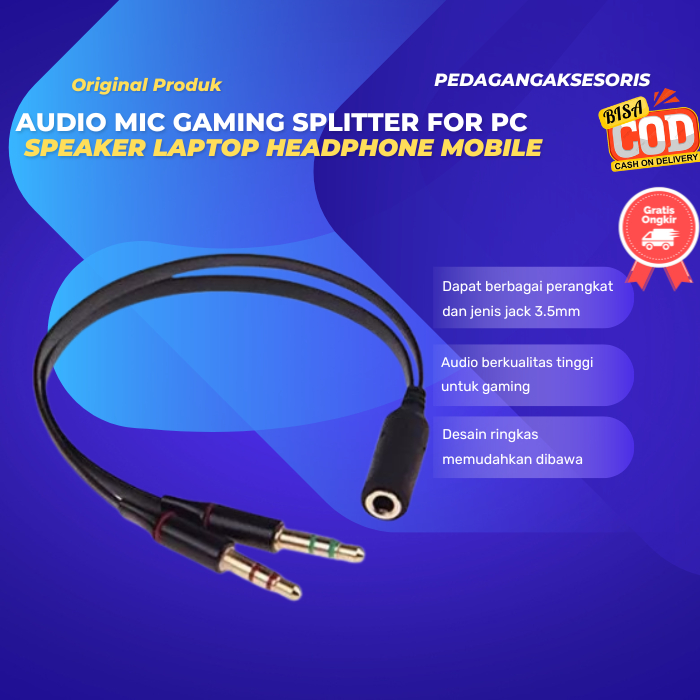 Original Produk
PEDAGANGAKSESORIS
AUDIO MIC GAMING SPLITTER FOR PC
SPEAKER LAPTOP HEADPHONE MOBILE
BISA
COD
CASH ON DELIVERY
Gratis
Ongkir
Dapat berbagai perangkat
dan jenis jack 3.5mm
Audio berkualitas tinggi
untuk gaming
Desain ringkas
memudahkan dibawa